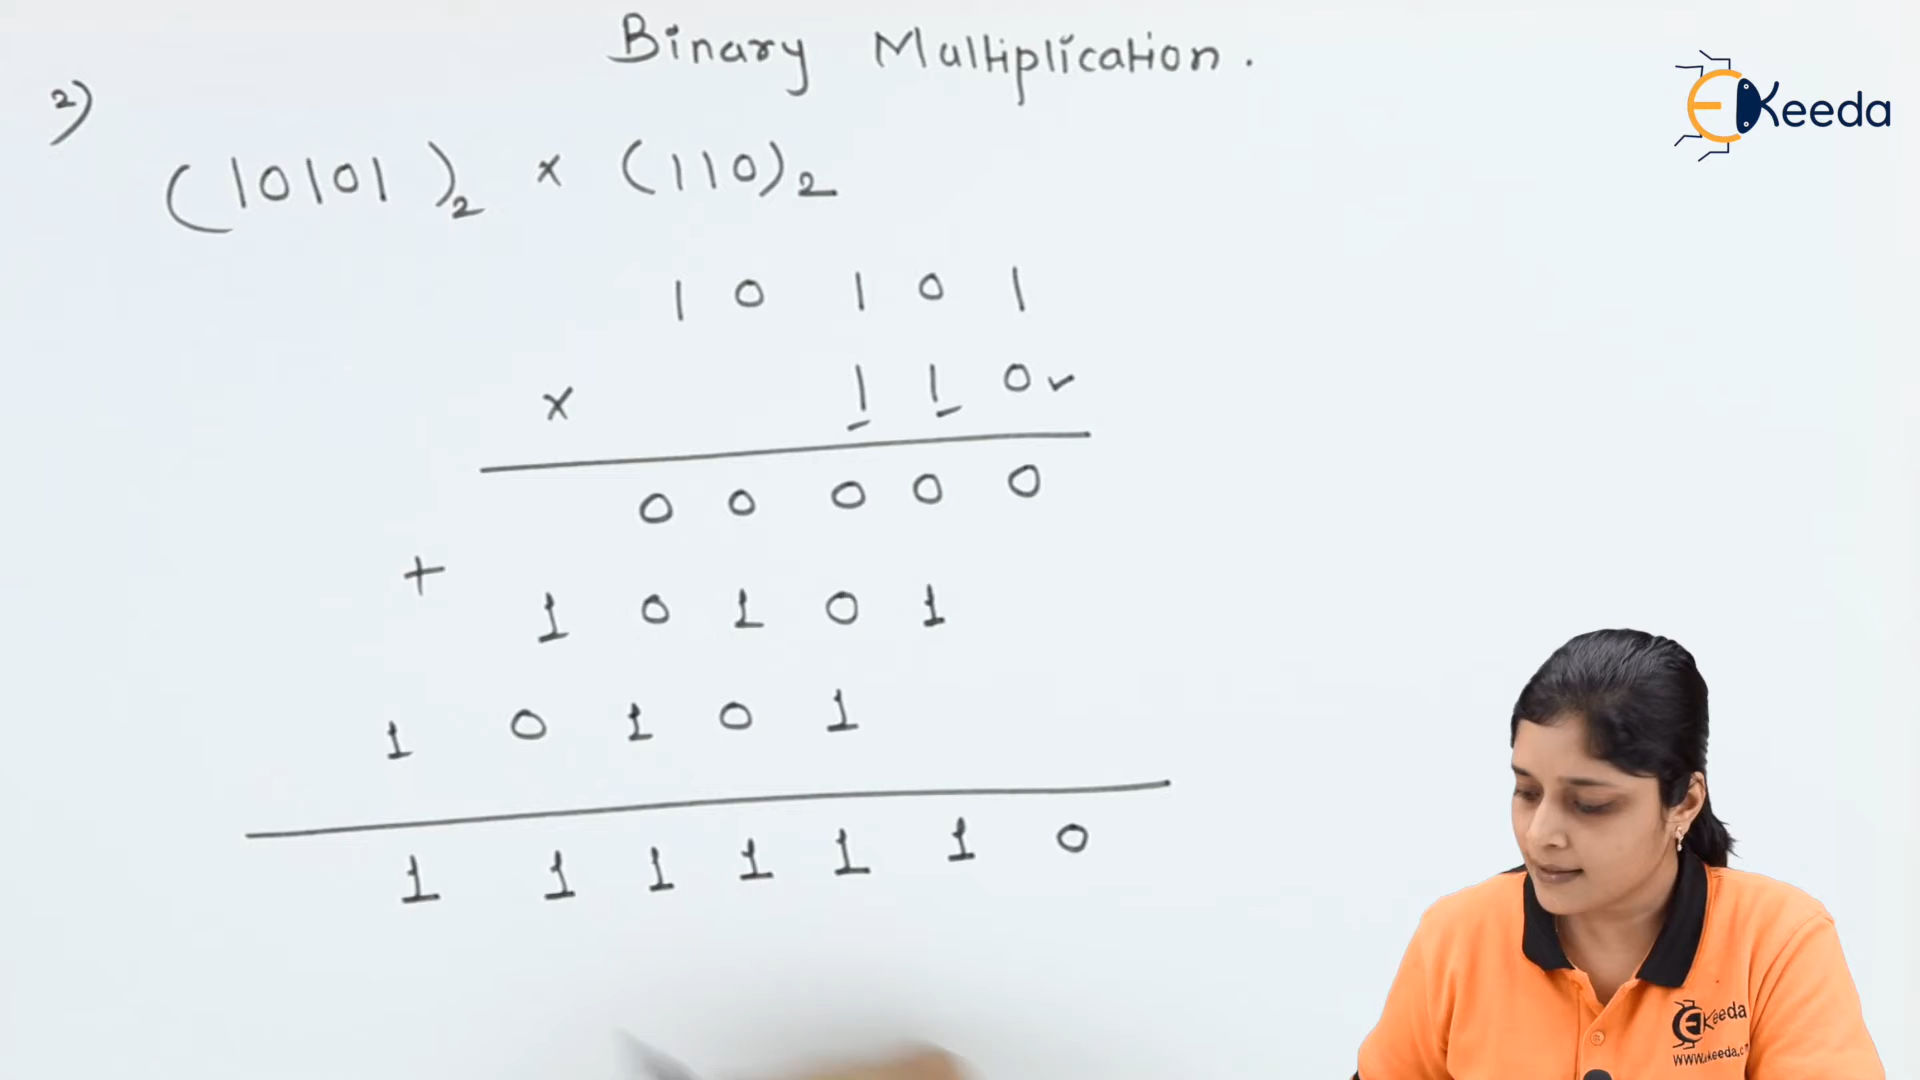 Binary Multiplication.
EKeeda
2)
(10101)₂ × (110)₂
1 0 1 0 1
× 1 1 0 ✓
0 0 0 0 0
+
1 0 1 0 1
1 0 1 0 1
1 1 1 1 1 1 0
EKeeda